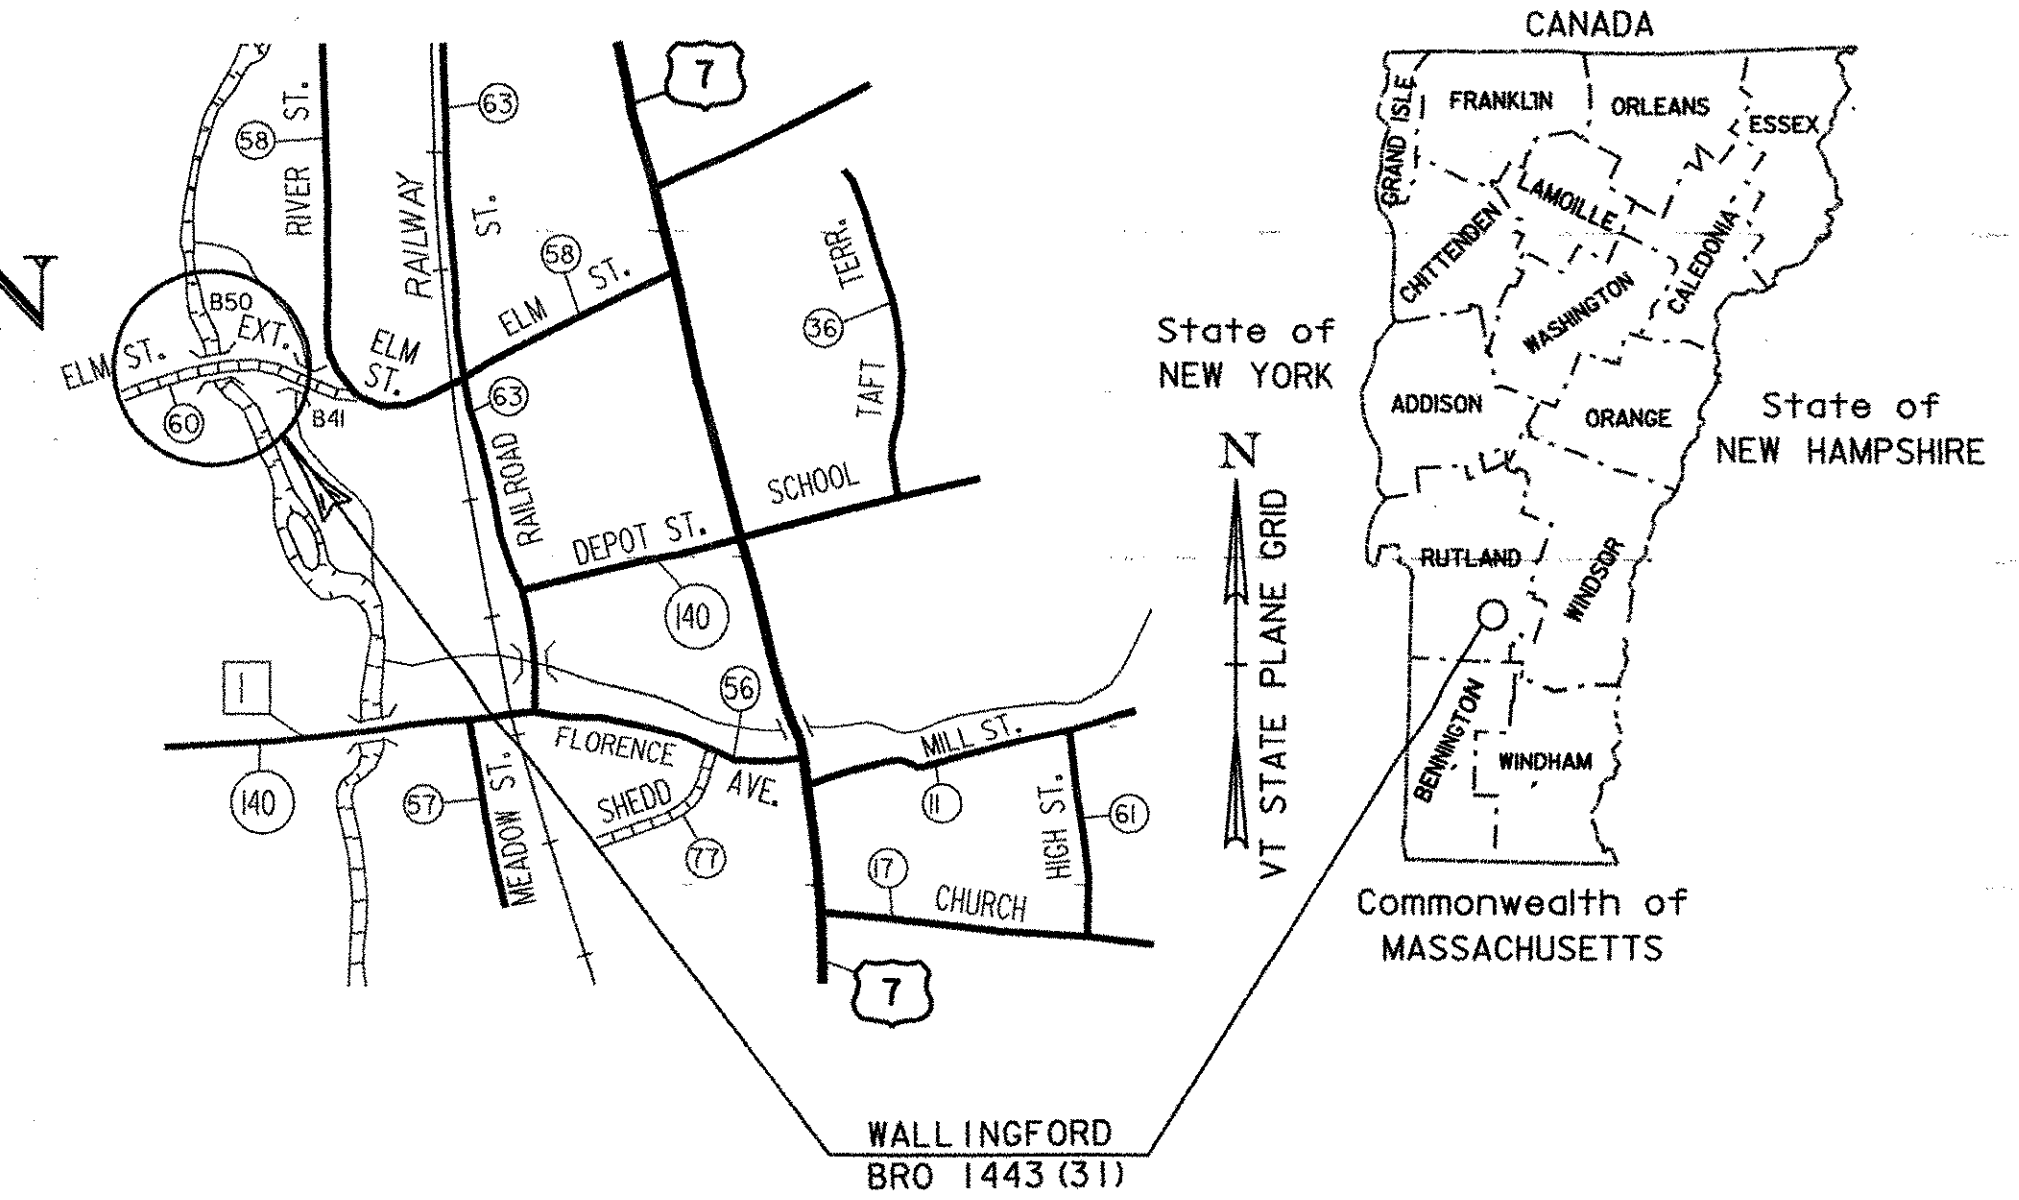 CANADA
FRANKLIN
ORLEANS
ESSEX
GRAND ISLE
LAMOILLE
CHITTENDEN
CALEDONIA
WASHINGTON
ADDISON
ORANGE
RUTLAND
WINDSOR
BENNINGTON
WINDHAM
State of
NEW YORK
State of
NEW HAMPSHIRE
Commonwealth of
MASSACHUSETTS
N
VT STATE PLANE GRID
7
63
58
RIVER ST.
RAILWAY
ST.
58
ELM ST.
TERR.
36
TAFT
N
B50
ELM ST. EXT.
ELM
ST.
60
B41
63
RAILROAD
SCHOOL
DEPOT ST.
140
1
56
FLORENCE
AVE.
MILL ST.
140
57
MEADOW ST.
SHEDD
77
11
HIGH ST.
61
17
CHURCH
7
WALLINGFORD
BRO 1443 (31)